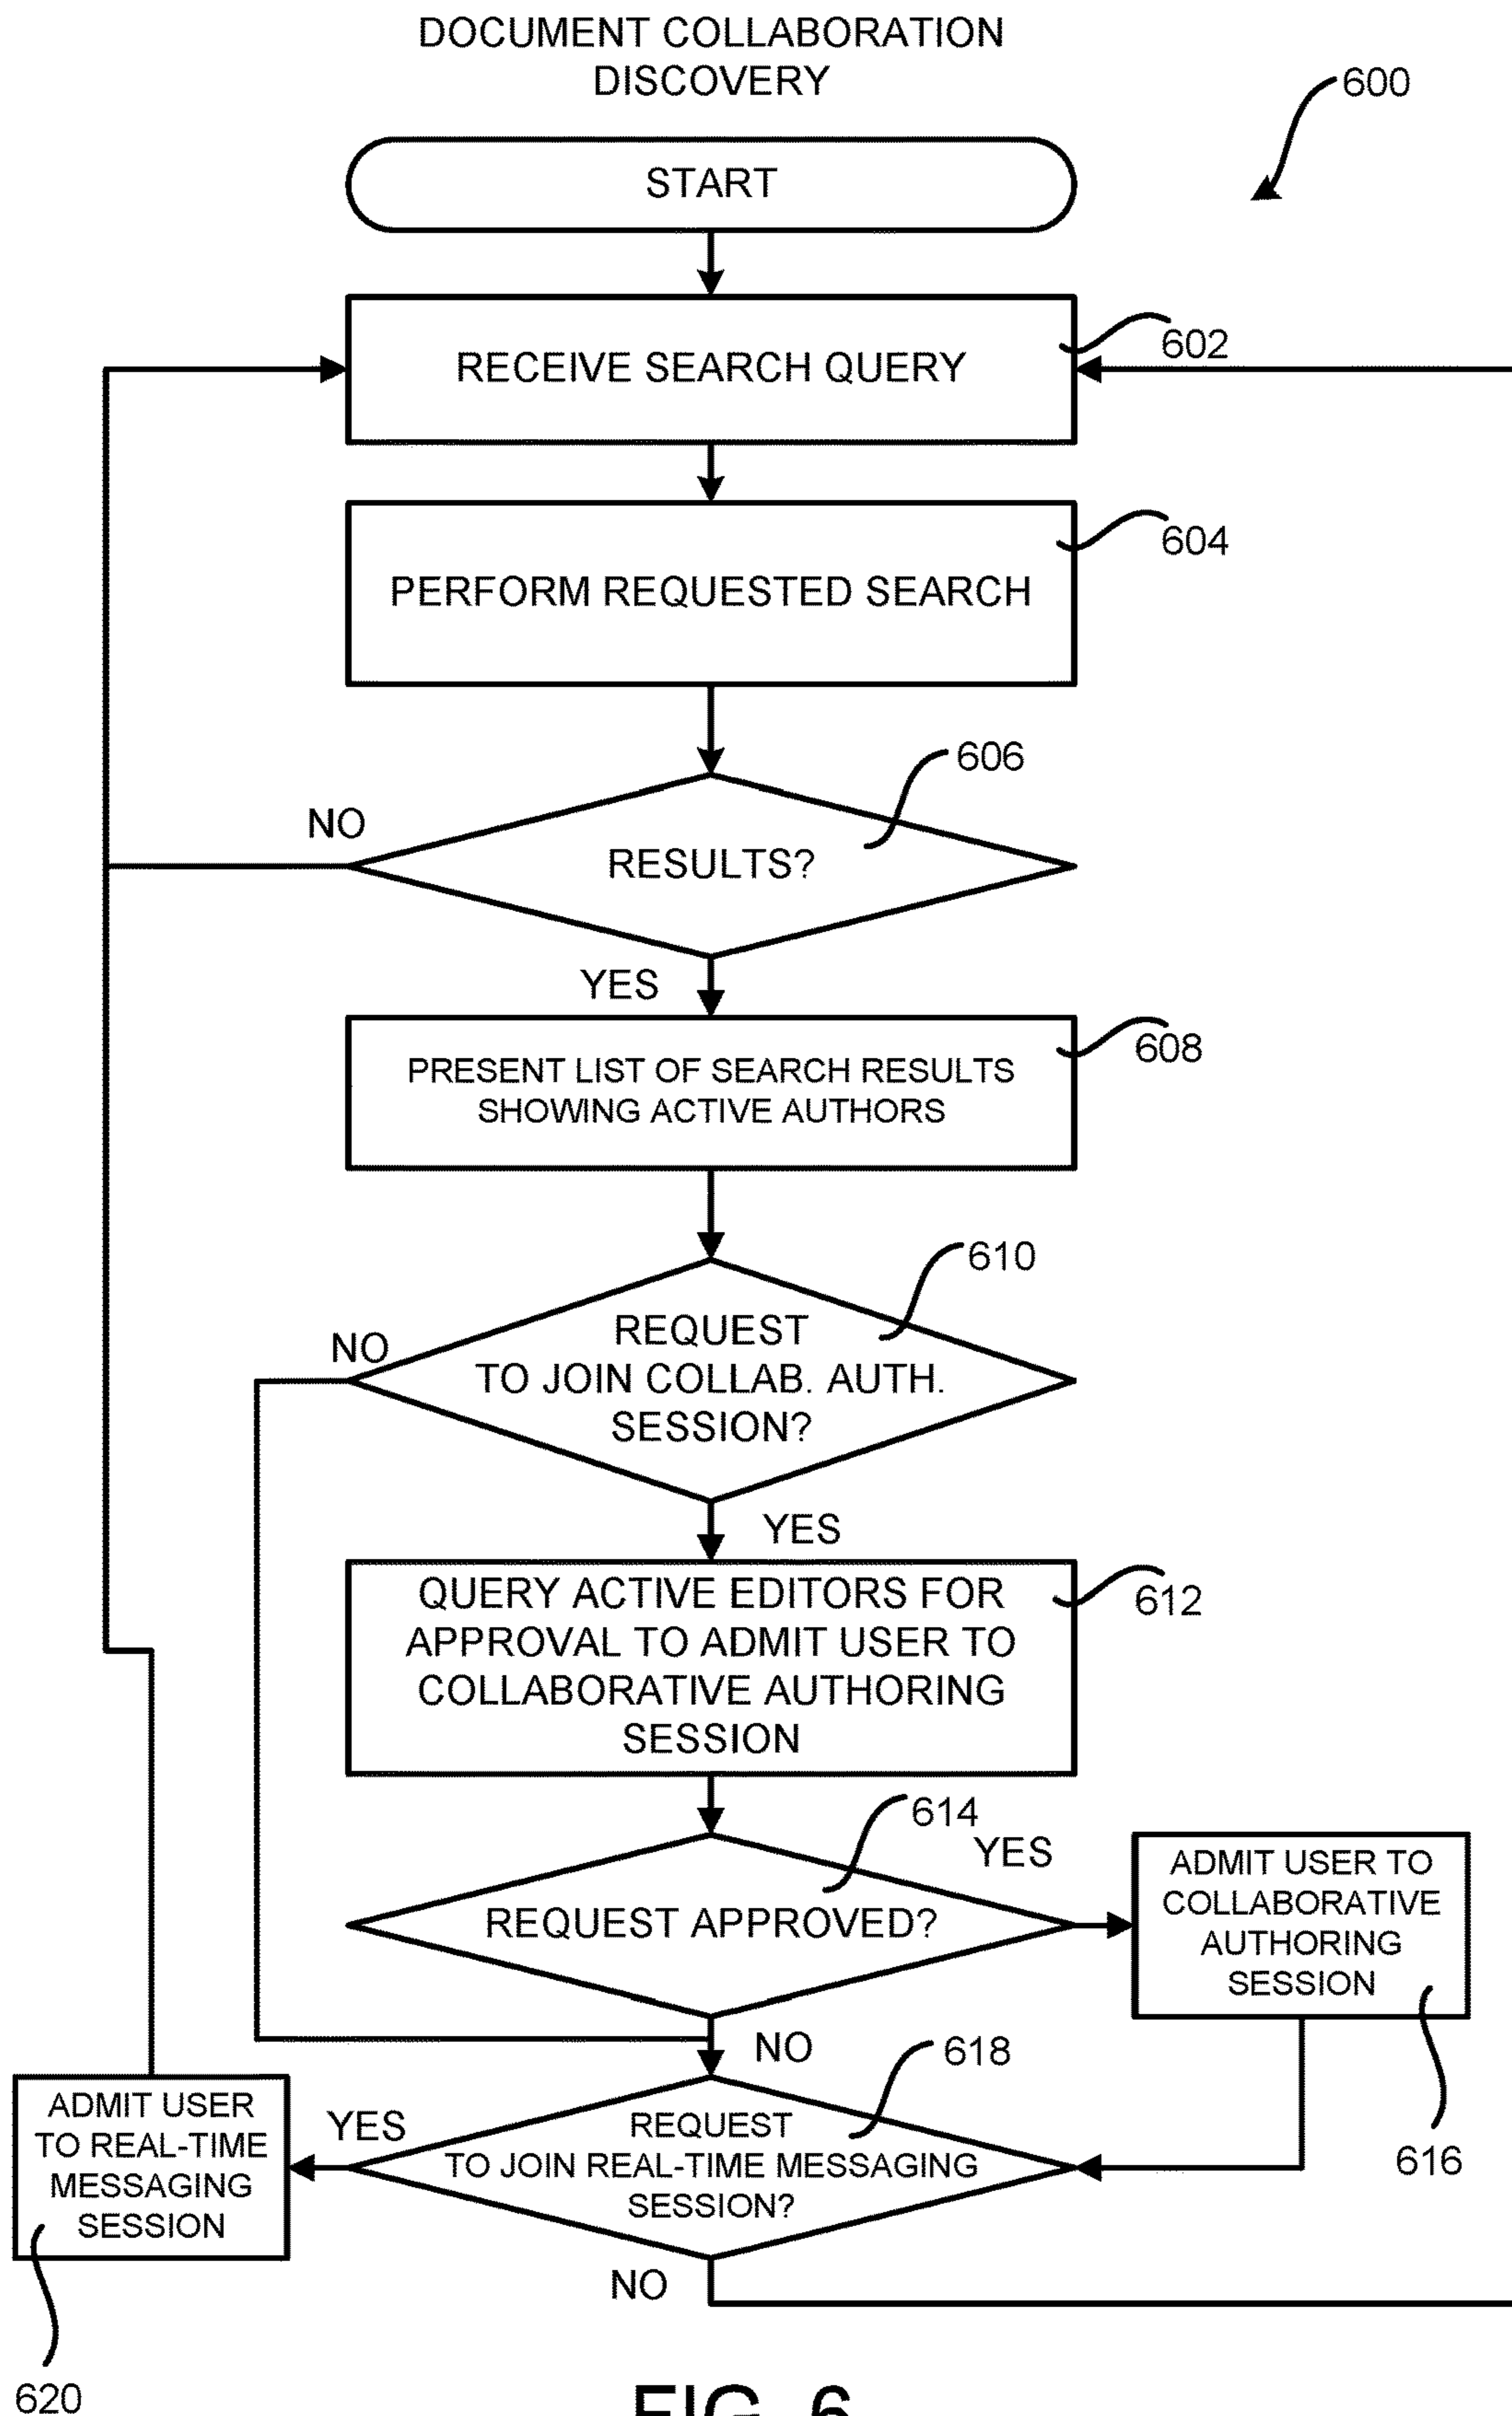 DOCUMENT COLLABORATION
DISCOVERY
600
START
602
RECEIVE SEARCH QUERY
604
PERFORM REQUESTED SEARCH
606
NO
RESULTS?
YES
608
PRESENT LIST OF SEARCH RESULTS
SHOWING ACTIVE AUTHORS
610
NO
REQUEST
TO JOIN COLLAB. AUTH.
SESSION?
YES
612
QUERY ACTIVE EDITORS FOR
APPROVAL TO ADMIT USER TO
COLLABORATIVE AUTHORING
SESSION
614
YES
REQUEST APPROVED?
ADMIT USER TO
COLLABORATIVE
AUTHORING
SESSION
616
NO
618
REQUEST
TO JOIN REAL-TIME MESSAGING
SESSION?
YES
ADMIT USER
TO REAL-TIME
MESSAGING
SESSION
NO
620
FIG. 6